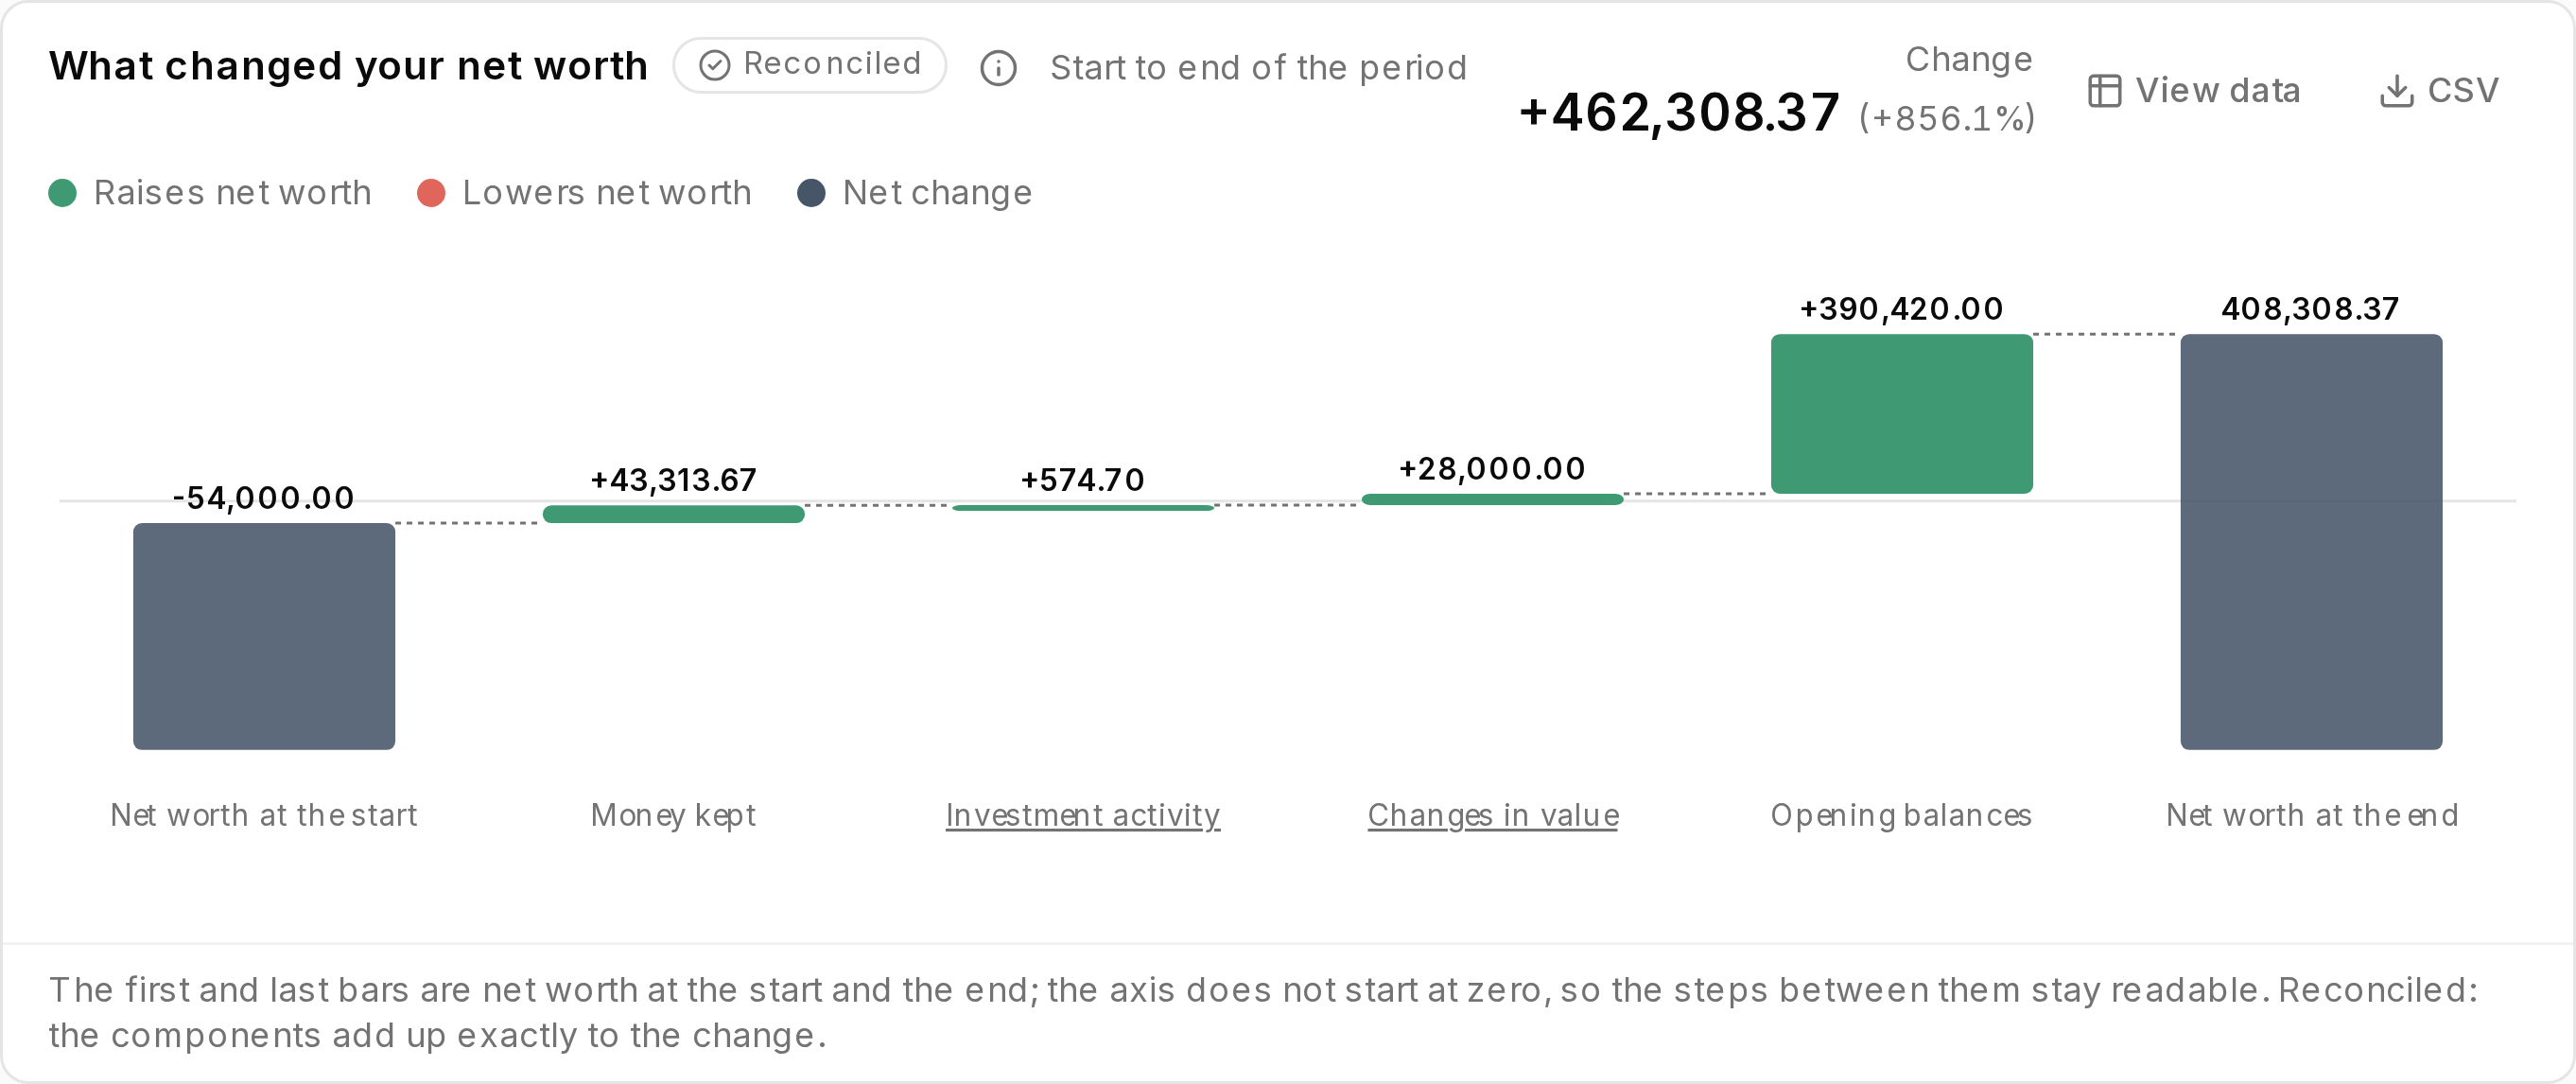 What changed your net worth
Reconciled
Start to end of the period
Change
+462,308.37 (+856.1%)
View data
CSV
Raises net worth
Lowers net worth
Net change
-54,000.00
+43,313.67
+574.70
+28,000.00
+390,420.00
408,308.37
Net worth at the start
Money kept
Investment activity
Changes in value
Opening balances
Net worth at the end
The first and last bars are net worth at the start and the end; the axis does not start at zero, so the steps between them stay readable. Reconciled:
the components add up exactly to the change.